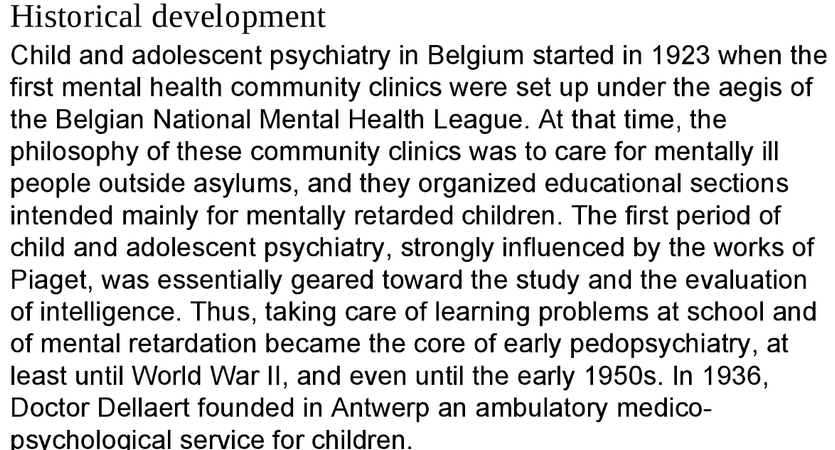 Historical development
Child and adolescent psychiatry in Belgium started in 1923 when the
first mental health community clinics were set up under the aegis of
the Belgian National Mental Health League. At that time, the
philosophy of these community clinics was to care for mentally ill
people outside asylums, and they organized educational sections
intended mainly for mentally retarded children. The first period of
child and adolescent psychiatry, strongly influenced by the works of
Piaget, was essentially geared toward the study and the evaluation
of intelligence. Thus, taking care of learning problems at school and
of mental retardation became the core of early pedopsychiatry, at
least until World War II, and even until the early 1950s. In 1936,
Doctor Dellaert founded in Antwerp an ambulatory medico-
psychological service for children.